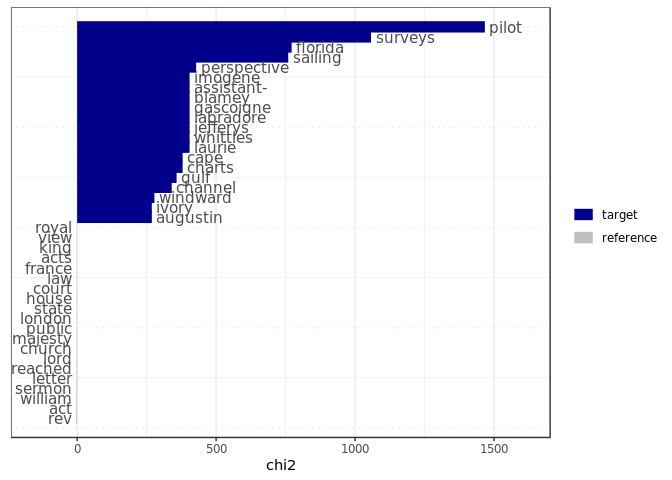 pilot
surveys
florida
sailing
perspective
imogene
assistant-
blamey
gascoigne
labradore
jefferys
whittles
laurie
cape
charts
gulf
channel
windward
ivory
augustin
royal
view
king
acts
france
law
court
house
state
london
public
majesty
church
lord
reached
letter
sermon
william
act
rev
target
reference
0 500 1000 1500
chi2